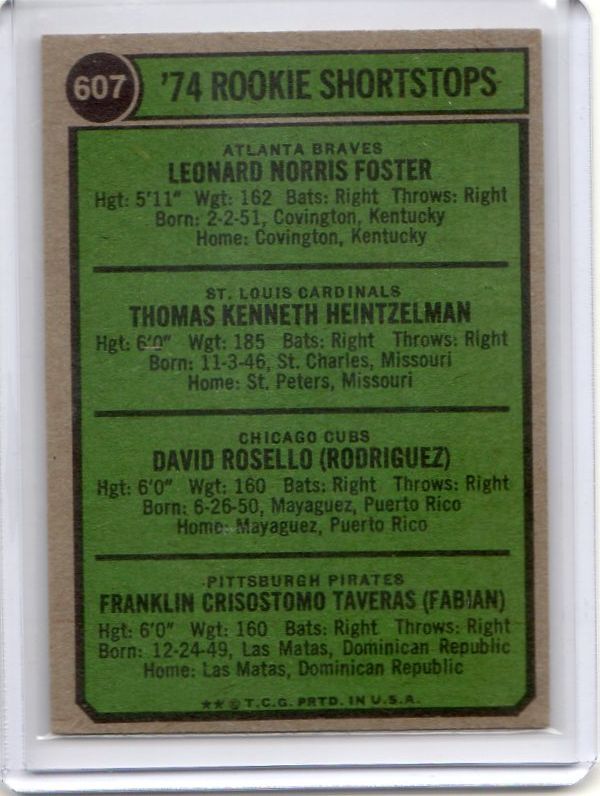 607
'74 ROOKIE SHORTSTOPS
ATLANTA BRAVES
LEONARD NORRIS FOSTER
Hgt: 5'11" Wgt: 162 Bats: Right Throws: Right
Born: 2-2-51, Covington, Kentucky
Home: Covington, Kentucky
ST. LOUIS CARDINALS
THOMAS KENNETH HEINTZELMAN
Hgt: 6'0" Wgt: 185 Bats: Right Throws: Right
Born: 11-3-46, St. Charles, Missouri
Home: St. Peters, Missouri
CHICAGO CUBS
DAVID ROSELLO (RODRIGUEZ)
Hgt: 6'0" Wgt: 160 Bats: Right Throws: Right
Born: 6-26-50, Mayaguez, Puerto Rico
Home: Mayaguez, Puerto Rico
PITTSBURGH PIRATES
FRANKLIN CRISOSTOMO TAVERAS (FABIAN)
Hgt: 6'0" Wgt: 160 Bats: Right Throws: Right
Born: 12-24-49, Las Matas, Dominican Republic
Home: Las Matas, Dominican Republic
** © T.C.G. PRTD. IN U.S.A.